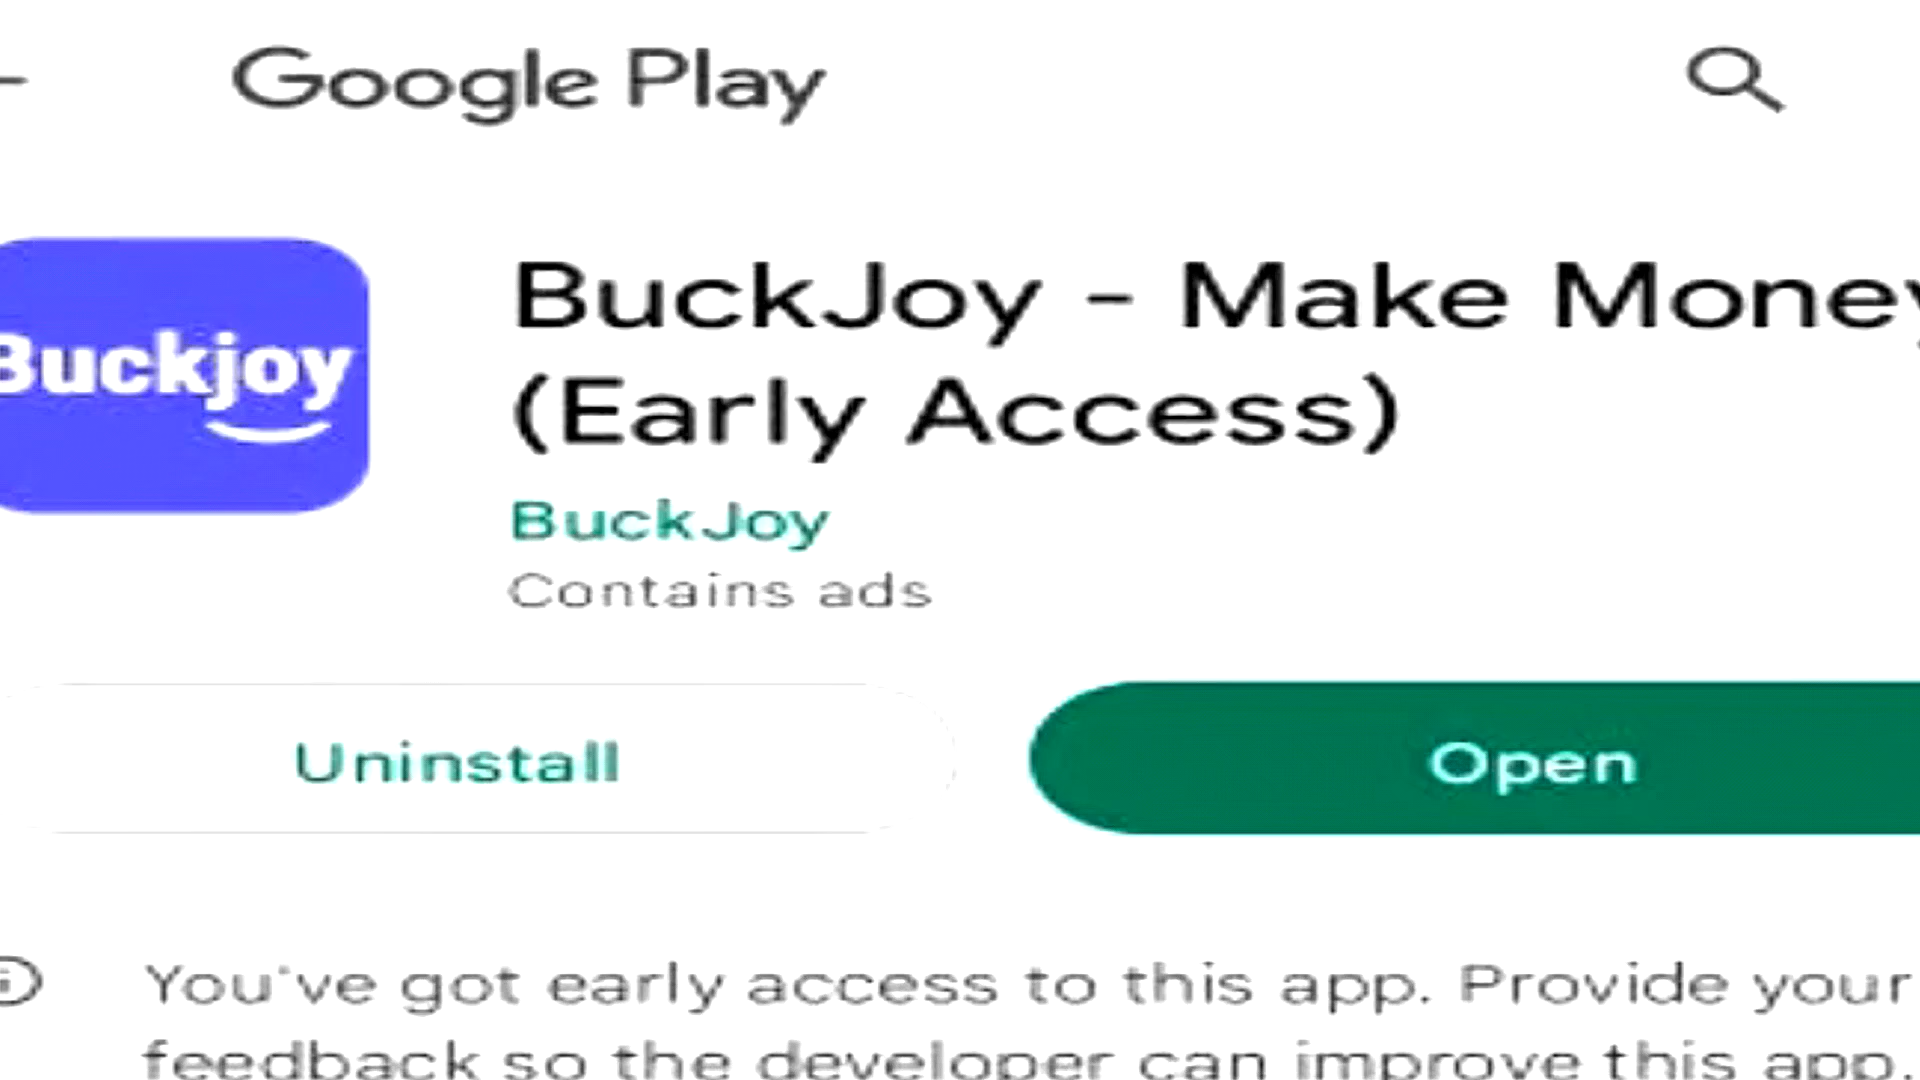 Google Play
Buckjoy
BuckJoy - Make Money
(Early Access)
BuckJoy
Contains ads
Uninstall
Open
You've got early access to this app. Provide your
feedback so the developer can improve this app.